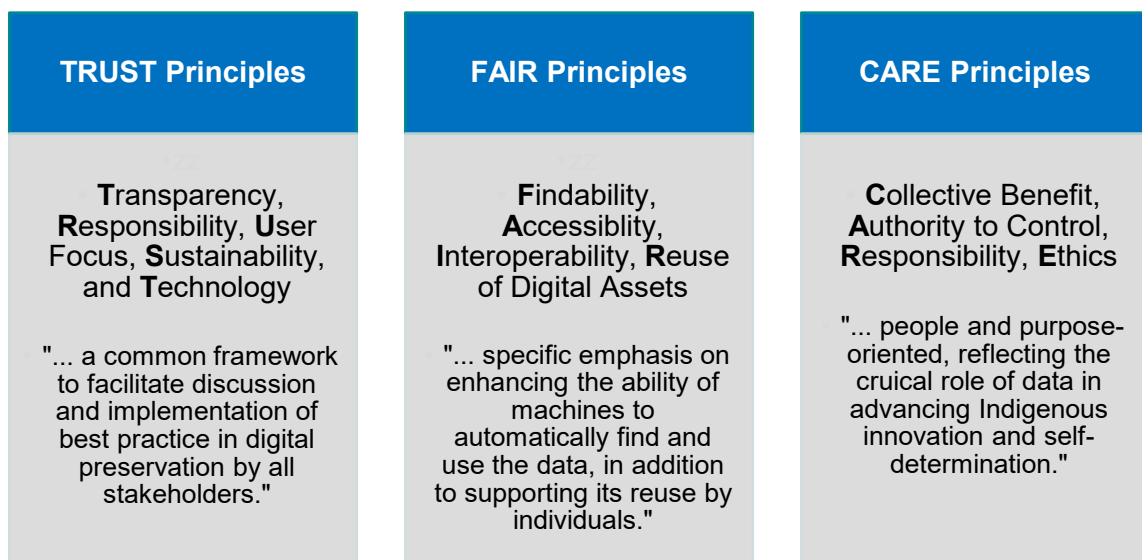 TRUST Principles
Transparency,
Responsibility, User
Focus, Sustainability,
and Technology
"... a common framework
to facilitate discussion
and implementation of
best practice in digital
preservation by all
stakeholders."
FAIR Principles
Findability,
Accessiblity,
Interoperability, Reuse
of Digital Assets
"... specific emphasis on
enhancing the ability of
machines to
automatically find and
use the data, in addition
to supporting its reuse by
individuals."
CARE Principles
Collective Benefit,
Authority to Control,
Responsibility, Ethics
"... people and purpose-
oriented, reflecting the
cruical role of data in
advancing Indigenous
innovation and self-
determination."